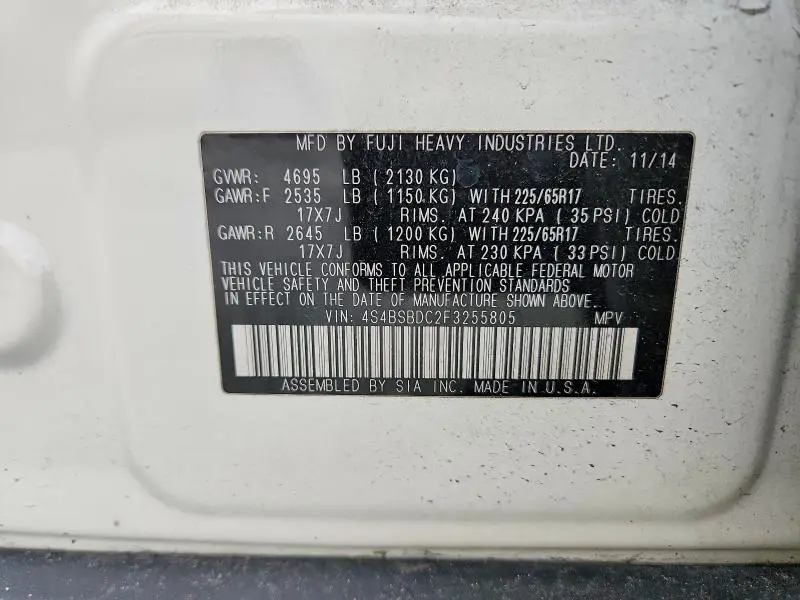 MFD BY FUJI HEAVY INDUSTRIES LTD.
DATE: 11/14
GVWR: 4695 LB ( 2130 KG)
GAWR:F 2535 LB ( 1150 KG) WITH 225/65R17 TIRES.
17X7J RIMS. AT 240 KPA ( 35 PSI) COLD
GAWR:R 2645 LB ( 1200 KG) WITH 225/65R17 TIRES.
17X7J RIMS. AT 230 KPA ( 33 PSI) COLD.
THIS VEHICLE CONFORMS TO ALL APPLICABLE FEDERAL MOTOR
VEHICLE SAFETY AND THEFT PREVENTION STANDARDS
IN EFFECT ON THE DATE OF MANUFACTURE SHOWN ABOVE.
VIN: 4S4BSBDC2F3255805 MPV
ASSEMBLED BY SIA INC. MADE IN U.S.A.